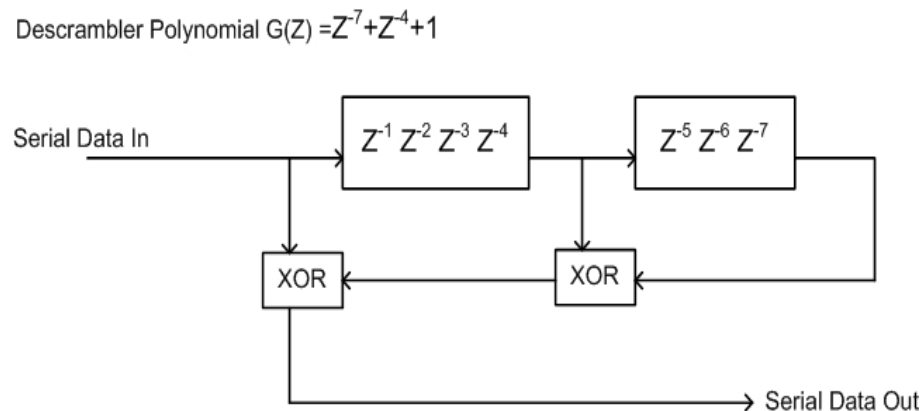 Descrambler Polynomial G(Z) =Z⁻⁷+Z⁻⁴+1
Serial Data In
Z⁻¹ Z⁻² Z⁻³ Z⁻⁴
Z⁻⁵ Z⁻⁶ Z⁻⁷
XOR
XOR
Serial Data Out